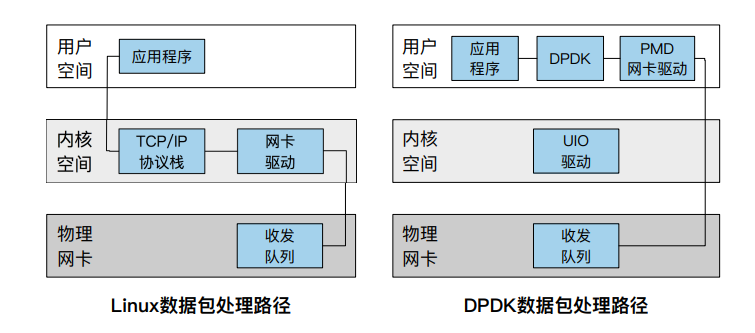 用户
空间
应用程序
内核
空间
TCP/IP
协议栈
网卡
驱动
物理
网卡
收发
队列
Linux数据包处理路径
用户
空间
应用
程序
DPDK
PMD
网卡驱动
内核
空间
UIO
驱动
物理
网卡
收发
队列
DPDK数据包处理路径